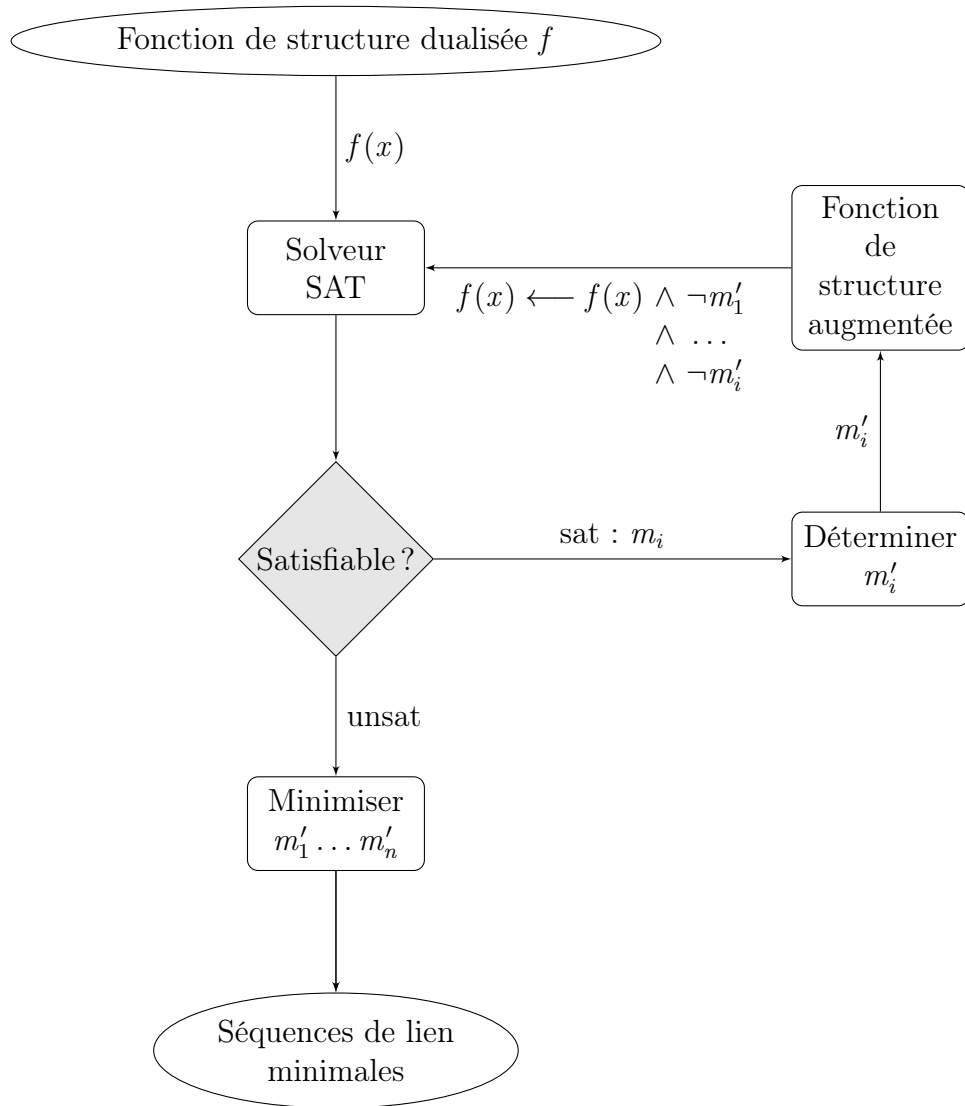 Fonction de structure dualisée f
f(x)
Solveur
SAT
Fonction
de
structure
augmentée
f(x) ⟵ f(x) ∧ ¬m′₁
∧ …
∧ ¬m′ᵢ
m′ᵢ
Satisfiable ?
sat : mᵢ
Déterminer
m′ᵢ
unsat
Minimiser
m′₁ … m′ₙ
Séquences de lien
minimales